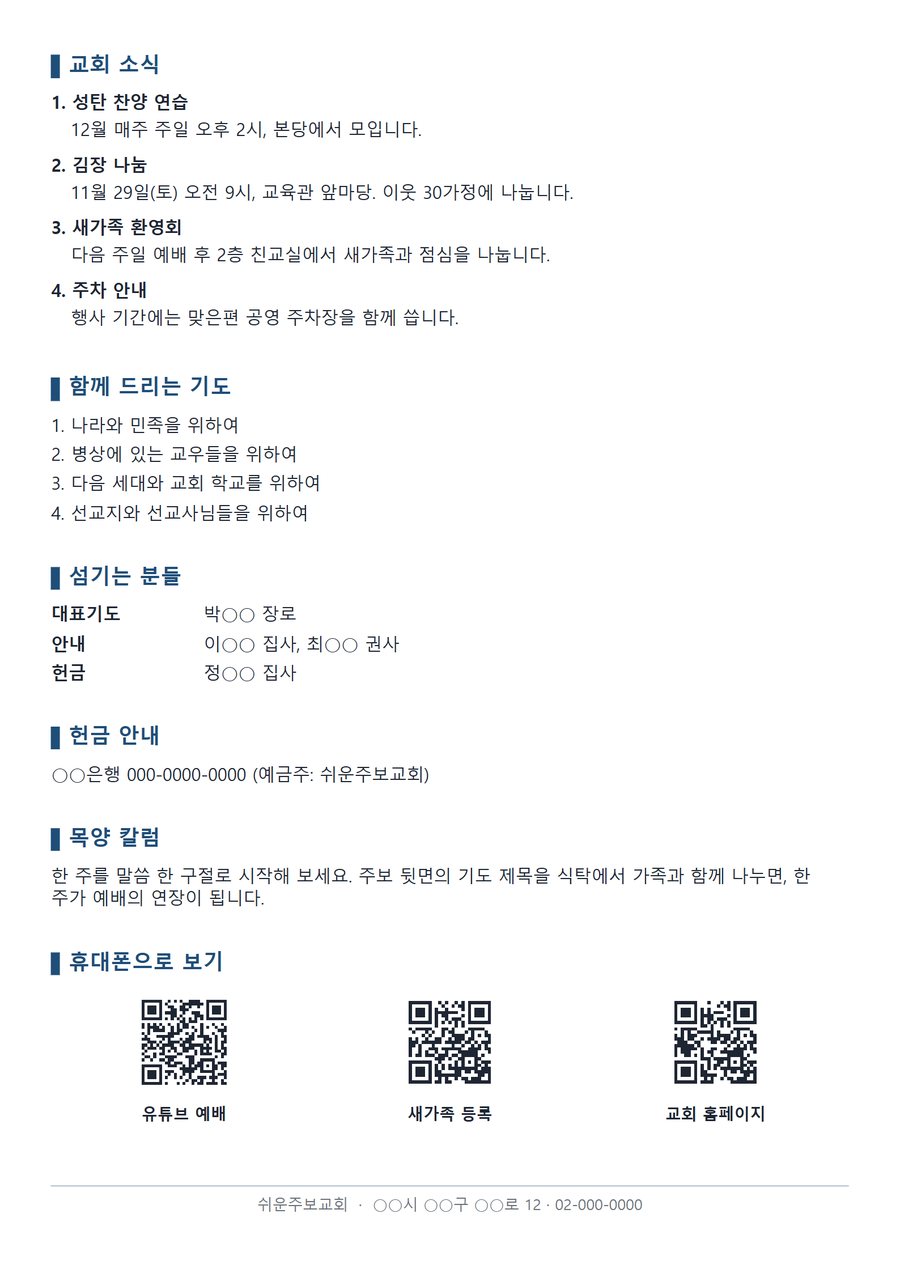 교회 소식
1. 성탄 찬양 연습
12월 매주 주일 오후 2시, 본당에서 모입니다.
2. 김장 나눔
11월 29일(토) 오전 9시, 교육관 앞마당. 이웃 30가정에 나눕니다.
3. 새가족 환영회
다음 주일 예배 후 2층 친교실에서 새가족과 점심을 나눕니다.
4. 주차 안내
행사 기간에는 맞은편 공영 주차장을 함께 씁니다.
함께 드리는 기도
1. 나라와 민족을 위하여
2. 병상에 있는 교우들을 위하여
3. 다음 세대와 교회 학교를 위하여
4. 선교지와 선교사님들을 위하여
섬기는 분들
대표기도 박○○ 장로
안내 이○○ 집사, 최○○ 권사
헌금 정○○ 집사
헌금 안내
○○은행 000-0000-0000 (예금주: 쉬운주보교회)
목양 칼럼
한 주를 말씀 한 구절로 시작해 보세요. 주보 뒷면의 기도 제목을 식탁에서 가족과 함께 나누면, 한
주가 예배의 연장이 됩니다.
휴대폰으로 보기
유튜브 예배 새가족 등록 교회 홈페이지
쉬운주보교회 · ○○시 ○○구 ○○로 12 · 02-000-0000